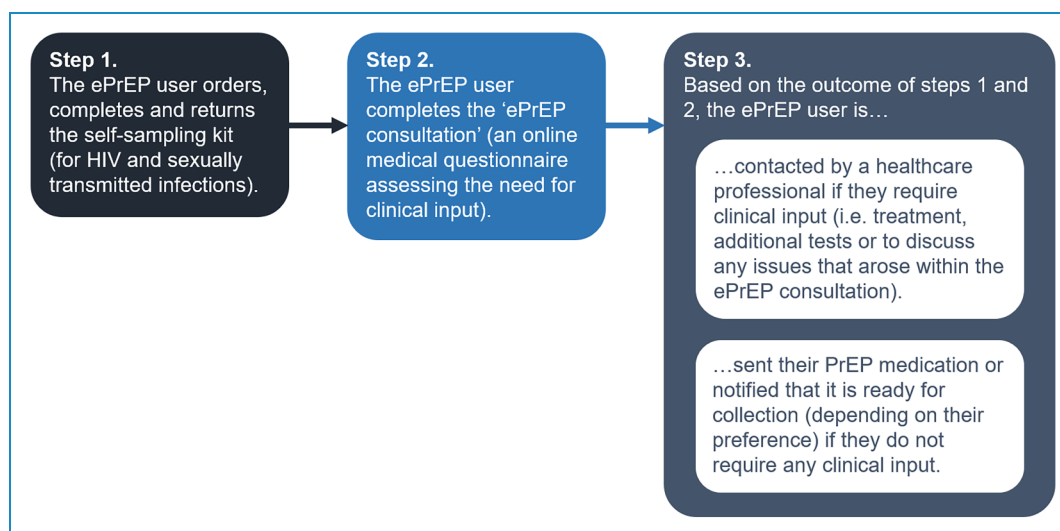 Step 1.
The ePrEP user orders,
completes and returns
the self-sampling kit
(for HIV and sexually
transmitted infections).
Step 2.
The ePrEP user
completes the ‘ePrEP
consultation’ (an online
medical questionnaire
assessing the need for
clinical input).
Step 3.
Based on the outcome of steps 1 and
2, the ePrEP user is…
…contacted by a healthcare
professional if they require
clinical input (i.e. treatment,
additional tests or to discuss
any issues that arose within the
ePrEP consultation).
…sent their PrEP medication or
notified that it is ready for
collection (depending on their
preference) if they do not
require any clinical input.